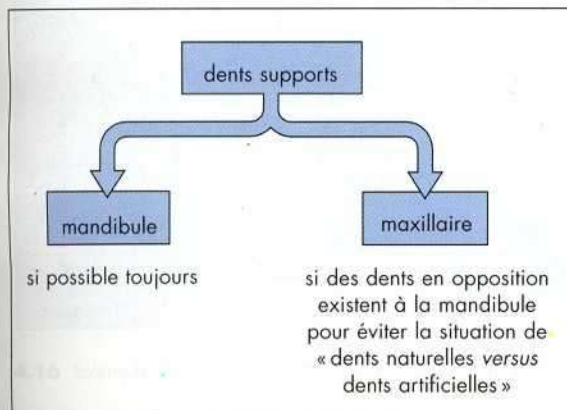 dents supports
mandibule
maxillaire
si possible toujours
si des dents en opposition
existent à la mandibule
pour éviter la situation de
« dents naturelles versus
dents artificielles »